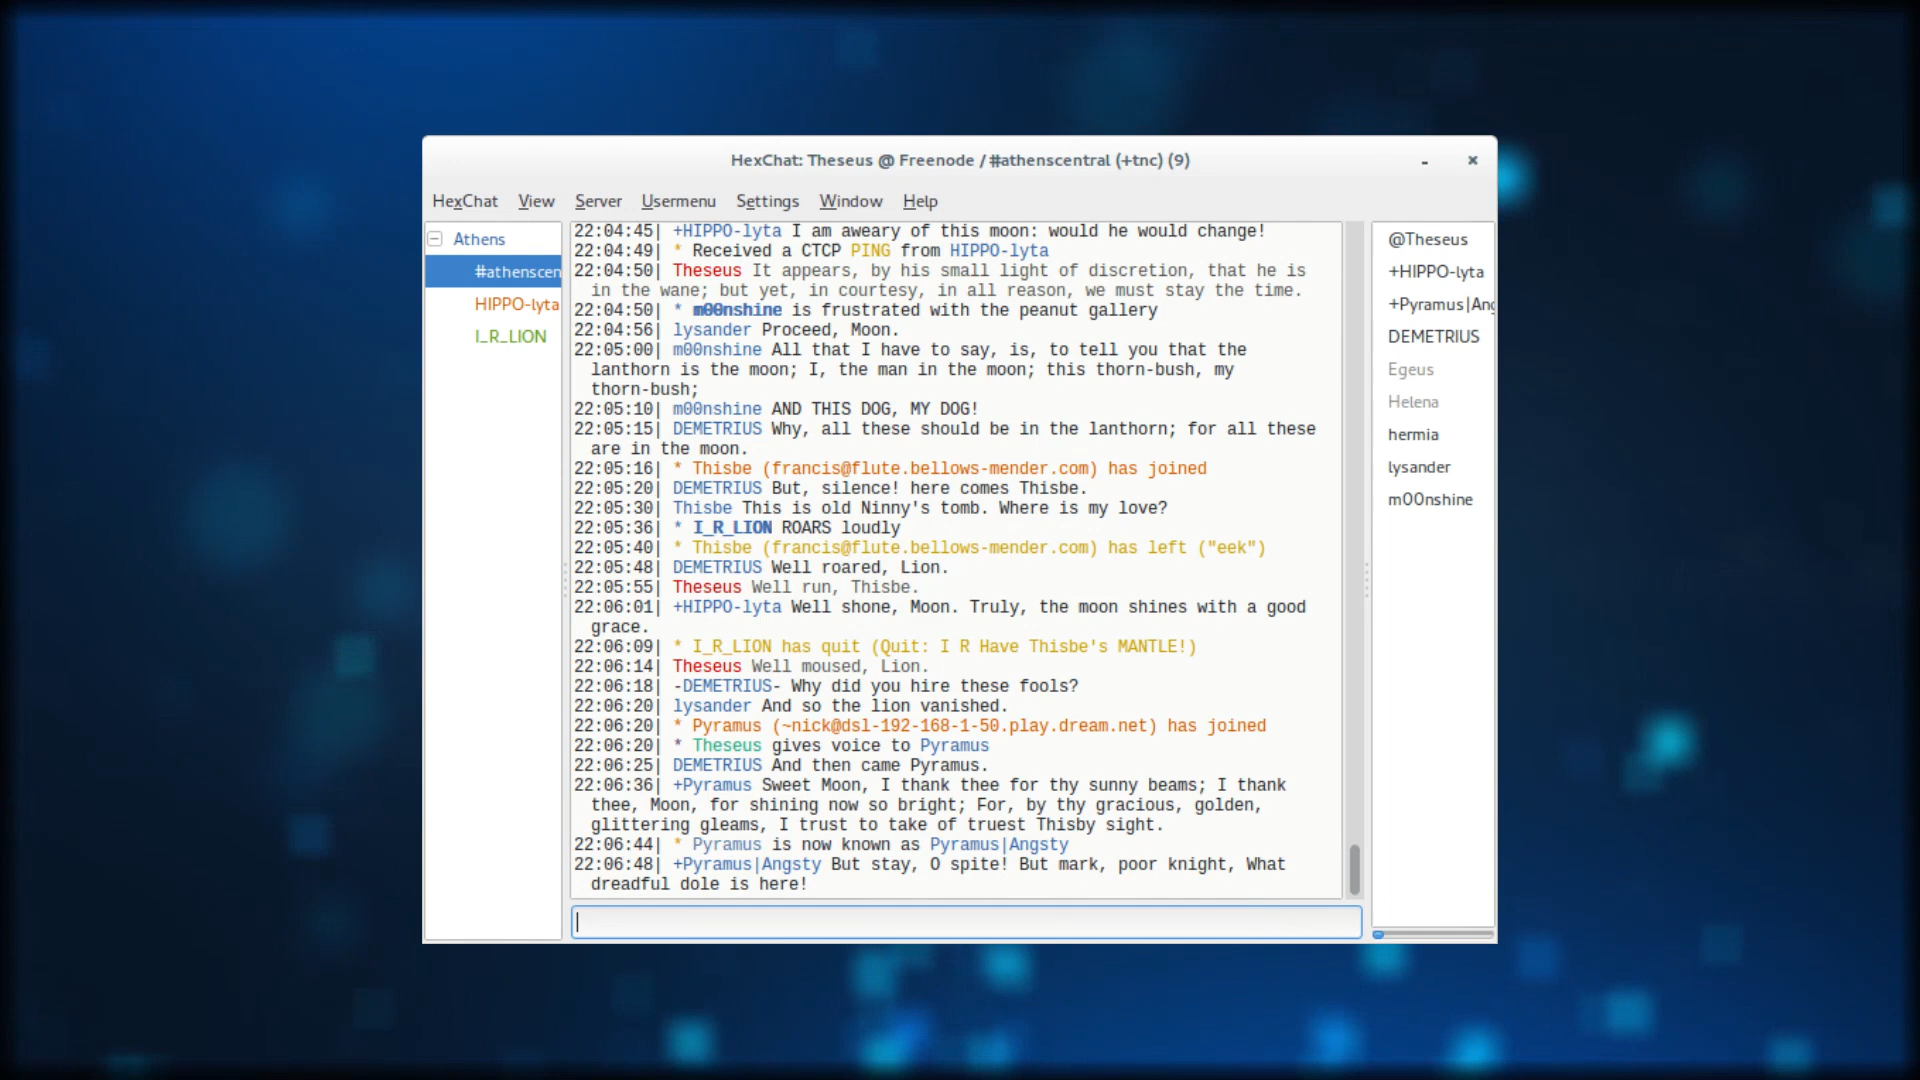 HexChat: Theseus @ Freenode / #athenscentral (+tnc) (9)
HexChat View Server Usermenu Settings Window Help
Athens
#athenscen
HIPPO-lyta
I_R_LION
22:04:45| +HIPPO-lyta I am aweary of this moon: would he would change!
22:04:49| * Received a CTCP PING from HIPPO-lyta
22:04:50| Theseus It appears, by his small light of discretion, that he is
in the wane; but yet, in courtesy, in all reason, we must stay the time.
22:04:50| * m00nshine is frustrated with the peanut gallery
22:04:56| lysander Proceed, Moon.
22:05:00| m00nshine All that I have to say, is, to tell you that the
lanthorn is the moon; I, the man in the moon; this thorn-bush, my
thorn-bush;
22:05:10| m00nshine AND THIS DOG, MY DOG!
22:05:15| DEMETRIUS Why, all these should be in the lanthorn; for all these
are in the moon.
22:05:16| * Thisbe (francis@flute.bellows-mender.com) has joined
22:05:20| DEMETRIUS But, silence! here comes Thisbe.
22:05:30| Thisbe This is old Ninny's tomb. Where is my love?
22:05:36| * I_R_LION ROARS loudly
22:05:40| * Thisbe (francis@flute.bellows-mender.com) has left ("eek")
22:05:48| DEMETRIUS Well roared, Lion.
22:05:55| Theseus Well run, Thisbe.
22:06:01| +HIPPO-lyta Well shone, Moon. Truly, the moon shines with a good
grace.
22:06:09| * I_R_LION has quit (Quit: I R Have Thisbe's MANTLE!)
22:06:14| Theseus Well moused, Lion.
22:06:18| -DEMETRIUS- Why did you hire these fools?
22:06:20| lysander And so the lion vanished.
22:06:20| * Pyramus (~nick@dsl-192-168-1-50.play.dream.net) has joined
22:06:20| * Theseus gives voice to Pyramus
22:06:25| DEMETRIUS And then came Pyramus.
22:06:36| +Pyramus Sweet Moon, I thank thee for thy sunny beams; I thank
thee, Moon, for shining now so bright; For, by thy gracious, golden,
glittering gleams, I trust to take of truest Thisby sight.
22:06:44| * Pyramus is now known as Pyramus|Angsty
22:06:48| +Pyramus|Angsty But stay, O spite! But mark, poor knight, What
dreadful dole is here!
@Theseus
+HIPPO-lyta
+Pyramus|Ang
DEMETRIUS
Egeus
Helena
hermia
lysander
m00nshine